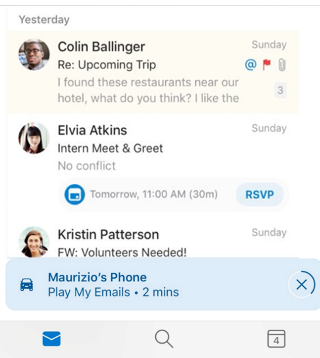 Yesterday
Colin Ballinger Sunday
Re: Upcoming Trip @
I found these restaurants near our
hotel, what do you think? I like the 3
Elvia Atkins Sunday
Intern Meet & Greet
No conflict
Tomorrow, 11:00 AM (30m) RSVP
Kristin Patterson Sunday
FW: Volunteers Needed!
Maurizio's Phone
Play My Emails • 2 mins
4